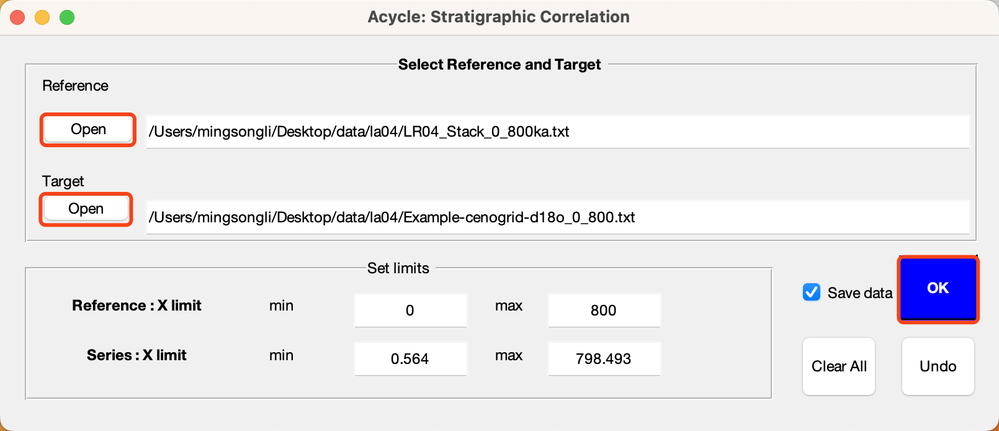 Acycle: Stratigraphic Correlation
Select Reference and Target
Reference
Open /Users/mingsongli/Desktop/data/la04/LR04_Stack_0_800ka.txt
Target
Open /Users/mingsongli/Desktop/data/la04/Example-cenogrid-d18o_0_800.txt
Set limits
Reference : X limit min 0 max 800
Series : X limit min 0.564 max 798.493
Save data OK
Clear All Undo